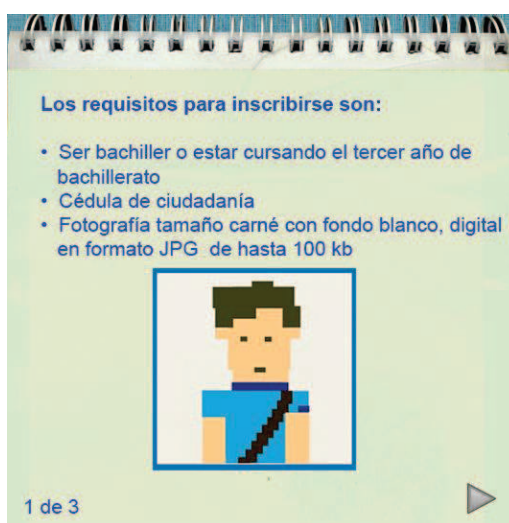 Los requisitos para inscribirse son:
• Ser bachiller o estar cursando el tercer año de
bachillerato
• Cédula de ciudadanía
• Fotografía tamaño carné con fondo blanco, digital
en formato JPG de hasta 100 kb
1 de 3